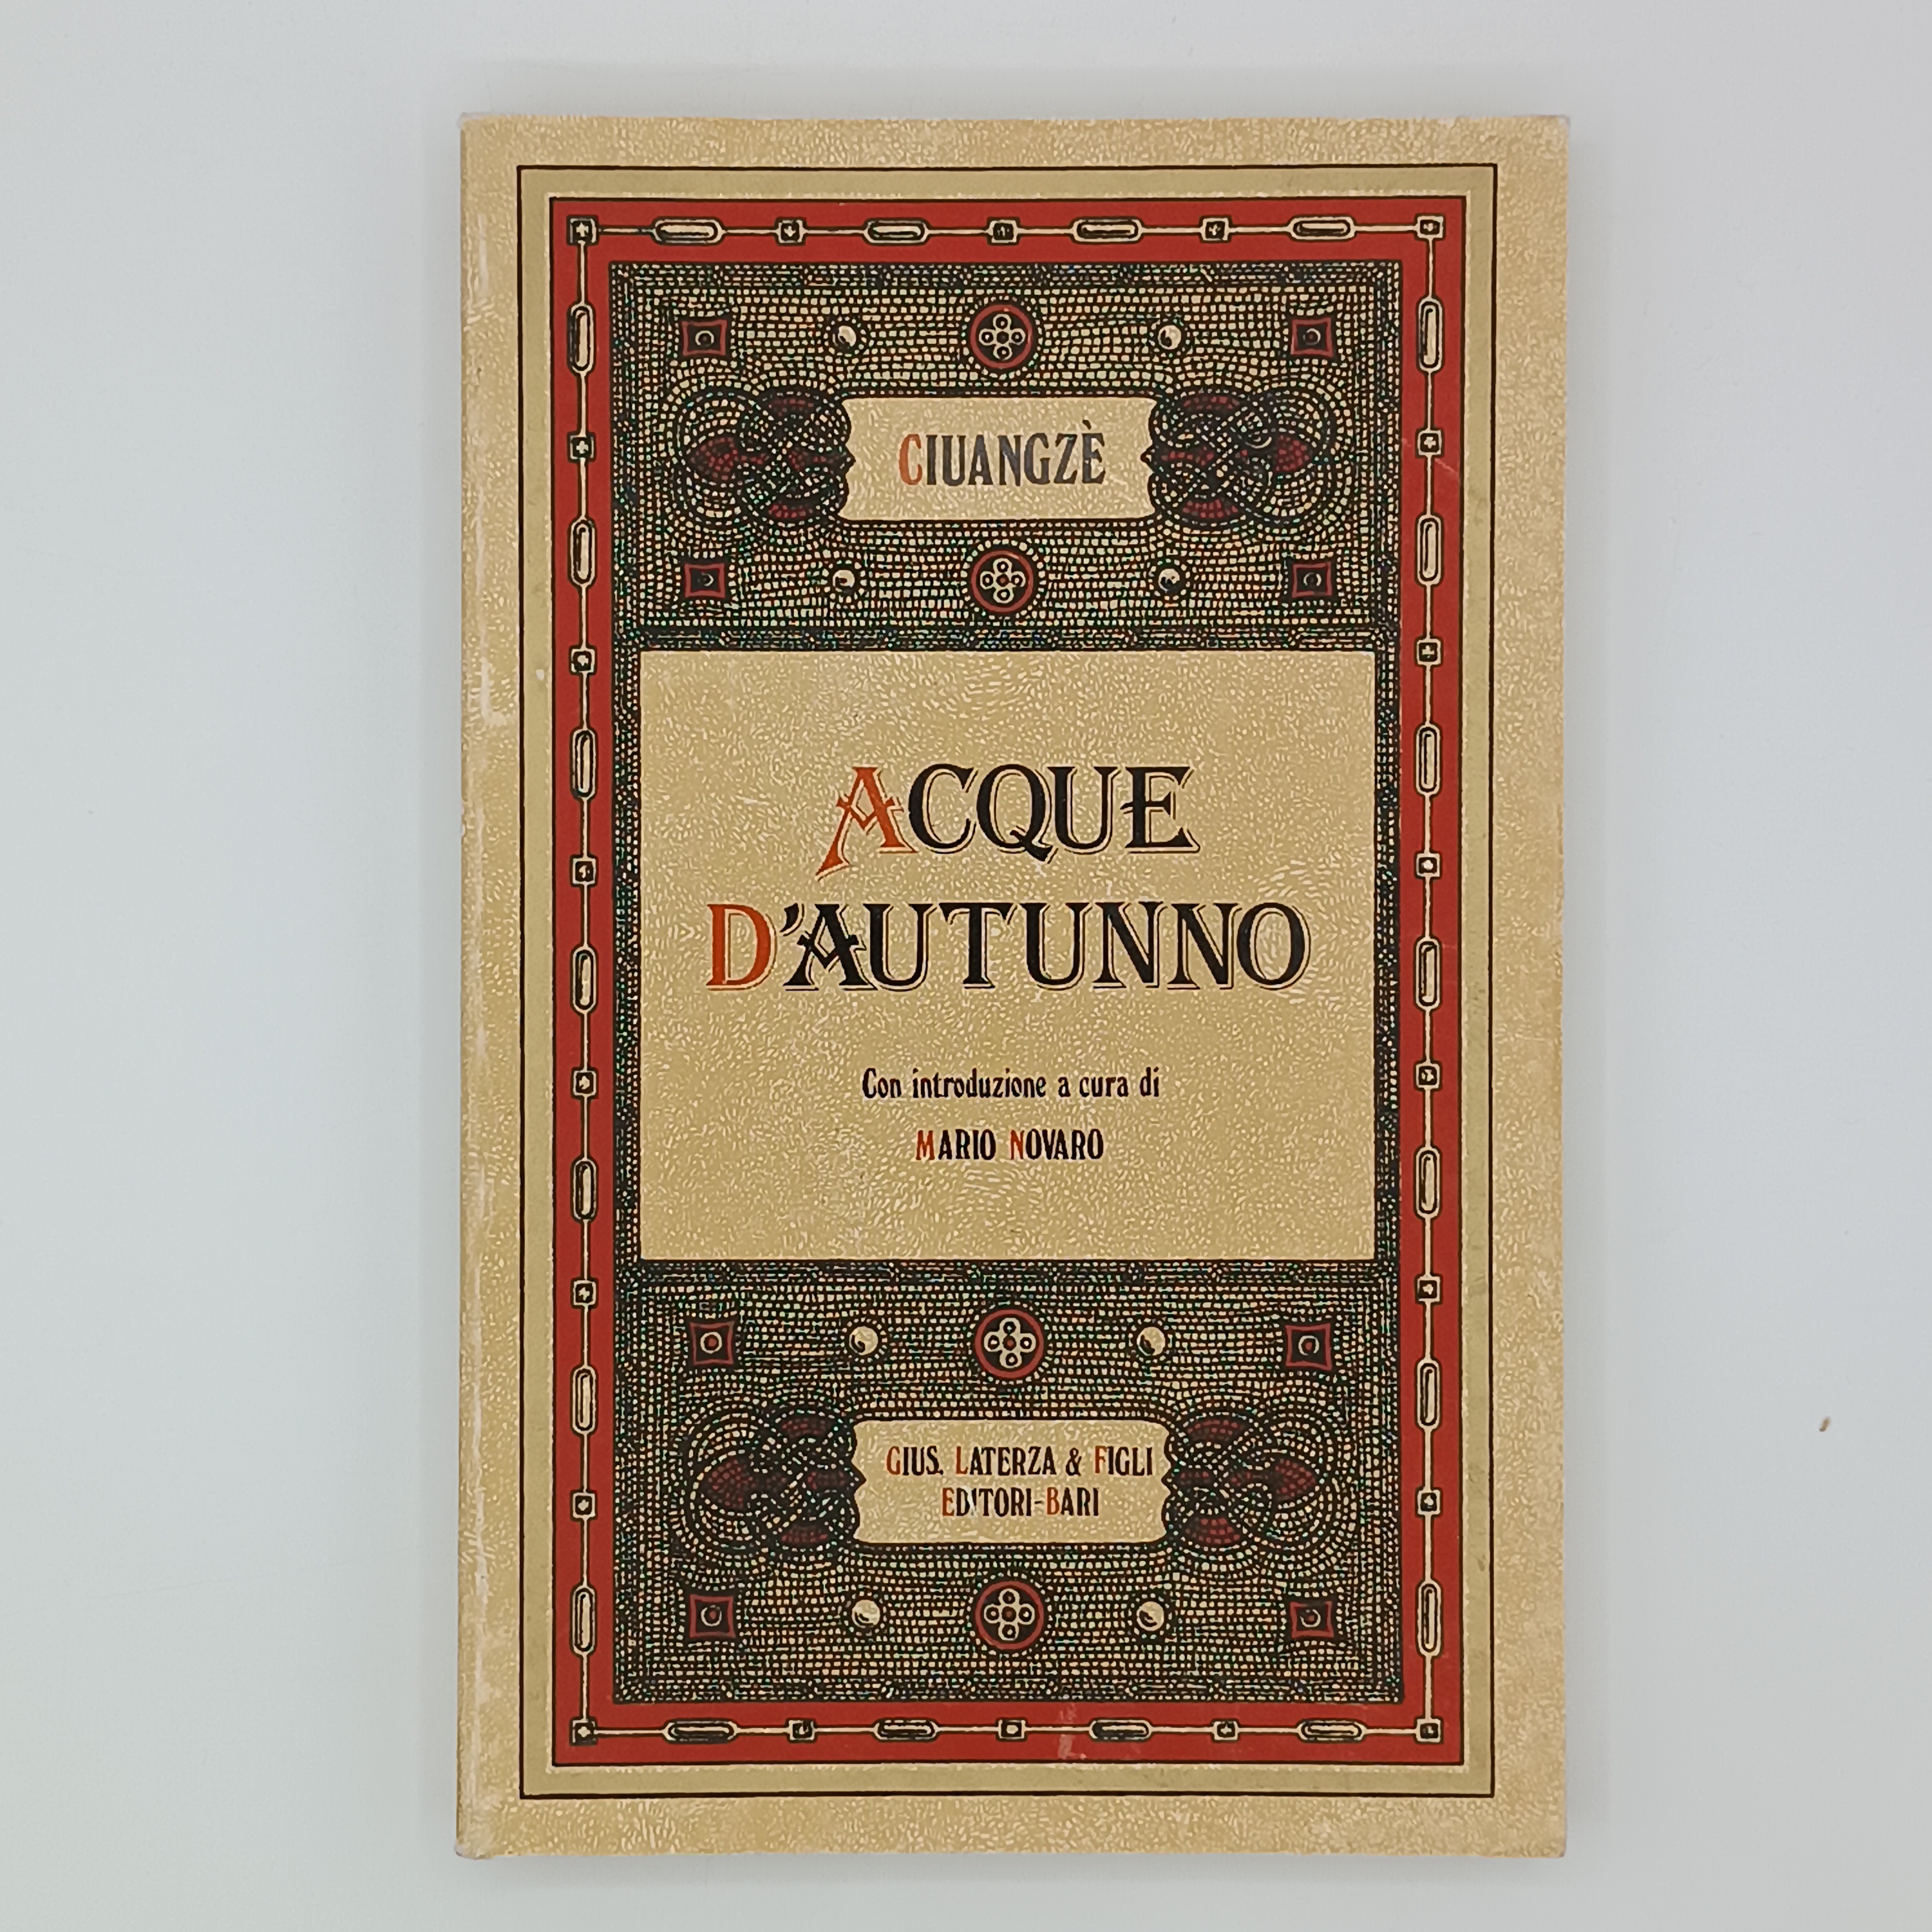 CIUANGZÈ
ACQUE
D'AUTUNNO
Con introduzione a cura di
MARIO NOVARO
GIUS. LATERZA & FIGLI
EDITORI-BARI